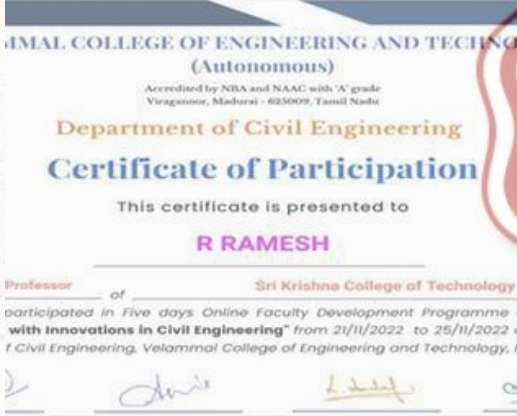 MMAL COLLEGE OF ENGINEERING AND TECHNO
(Autonomous)
Accredited by NBA and NAAC with 'A' grade
Viraganoor, Madurai - 625009, Tamil Nadu
Department of Civil Engineering
Certificate of Participation
This certificate is presented to
R RAMESH
Professor of Sri Krishna College of Technology
participated in Five days Online Faculty Development Programme
with Innovations in Civil Engineering" from 21/11/2022 to 25/11/2022
f Civil Engineering, Velammal College of Engineering and Technology,